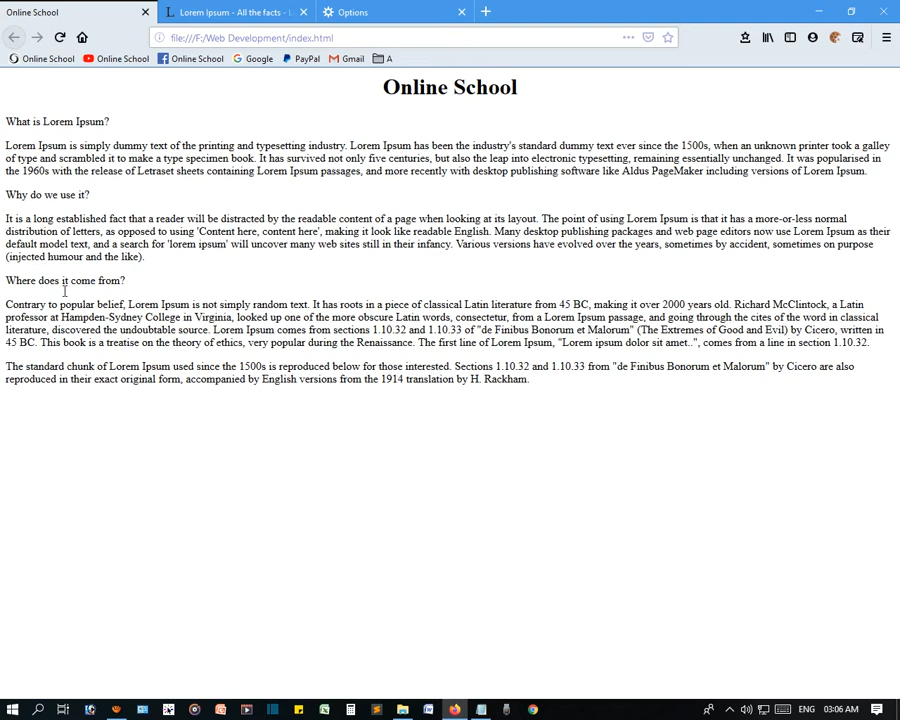 Online School
Lorem Ipsum - All the facts - L
Options
file:///F:/Web Development/index.html
Online School
Online School
Online School
Google
PayPal
Gmail
A
Online School
What is Lorem Ipsum?
Lorem Ipsum is simply dummy text of the printing and typesetting industry. Lorem Ipsum has been the industry's standard dummy text ever since the 1500s, when an unknown printer took a galley
of type and scrambled it to make a type specimen book. It has survived not only five centuries, but also the leap into electronic typesetting, remaining essentially unchanged. It was popularised in
the 1960s with the release of Letraset sheets containing Lorem Ipsum passages, and more recently with desktop publishing software like Aldus PageMaker including versions of Lorem Ipsum.
Why do we use it?
It is a long established fact that a reader will be distracted by the readable content of a page when looking at its layout. The point of using Lorem Ipsum is that it has a more-or-less normal
distribution of letters, as opposed to using 'Content here, content here', making it look like readable English. Many desktop publishing packages and web page editors now use Lorem Ipsum as their
default model text, and a search for 'lorem ipsum' will uncover many web sites still in their infancy. Various versions have evolved over the years, sometimes by accident, sometimes on purpose
(injected humour and the like).
Where does it come from?
Contrary to popular belief, Lorem Ipsum is not simply random text. It has roots in a piece of classical Latin literature from 45 BC, making it over 2000 years old. Richard McClintock, a Latin
professor at Hampden-Sydney College in Virginia, looked up one of the more obscure Latin words, consectetur, from a Lorem Ipsum passage, and going through the cites of the word in classical
literature, discovered the undoubtable source. Lorem Ipsum comes from sections 1.10.32 and 1.10.33 of "de Finibus Bonorum et Malorum" (The Extremes of Good and Evil) by Cicero, written in
45 BC. This book is a treatise on the theory of ethics, very popular during the Renaissance. The first line of Lorem Ipsum, "Lorem ipsum dolor sit amet..", comes from a line in section 1.10.32.
The standard chunk of Lorem Ipsum used since the 1500s is reproduced below for those interested. Sections 1.10.32 and 1.10.33 from "de Finibus Bonorum et Malorum" by Cicero are also
reproduced in their exact original form, accompanied by English versions from the 1914 translation by H. Rackham.
ENG
03:06 AM